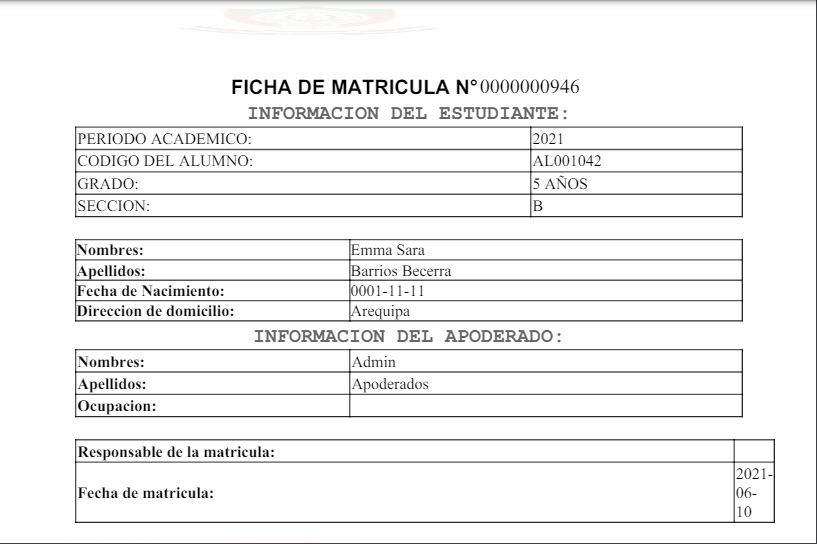 FICHA DE MATRICULA N°0000000946
INFORMACION DEL ESTUDIANTE:
PERIODO ACADEMICO: 2021
CODIGO DEL ALUMNO: AL001042
GRADO: 5 AÑOS
SECCION: B
Nombres: Emma Sara
Apellidos: Barrios Becerra
Fecha de Nacimiento: 0001-11-11
Direccion de domicilio: Arequipa
INFORMACION DEL APODERADO:
Nombres: Admin
Apellidos: Apoderados
Ocupacion:
Responsable de la matricula:
Fecha de matricula: 2021-
06-
10